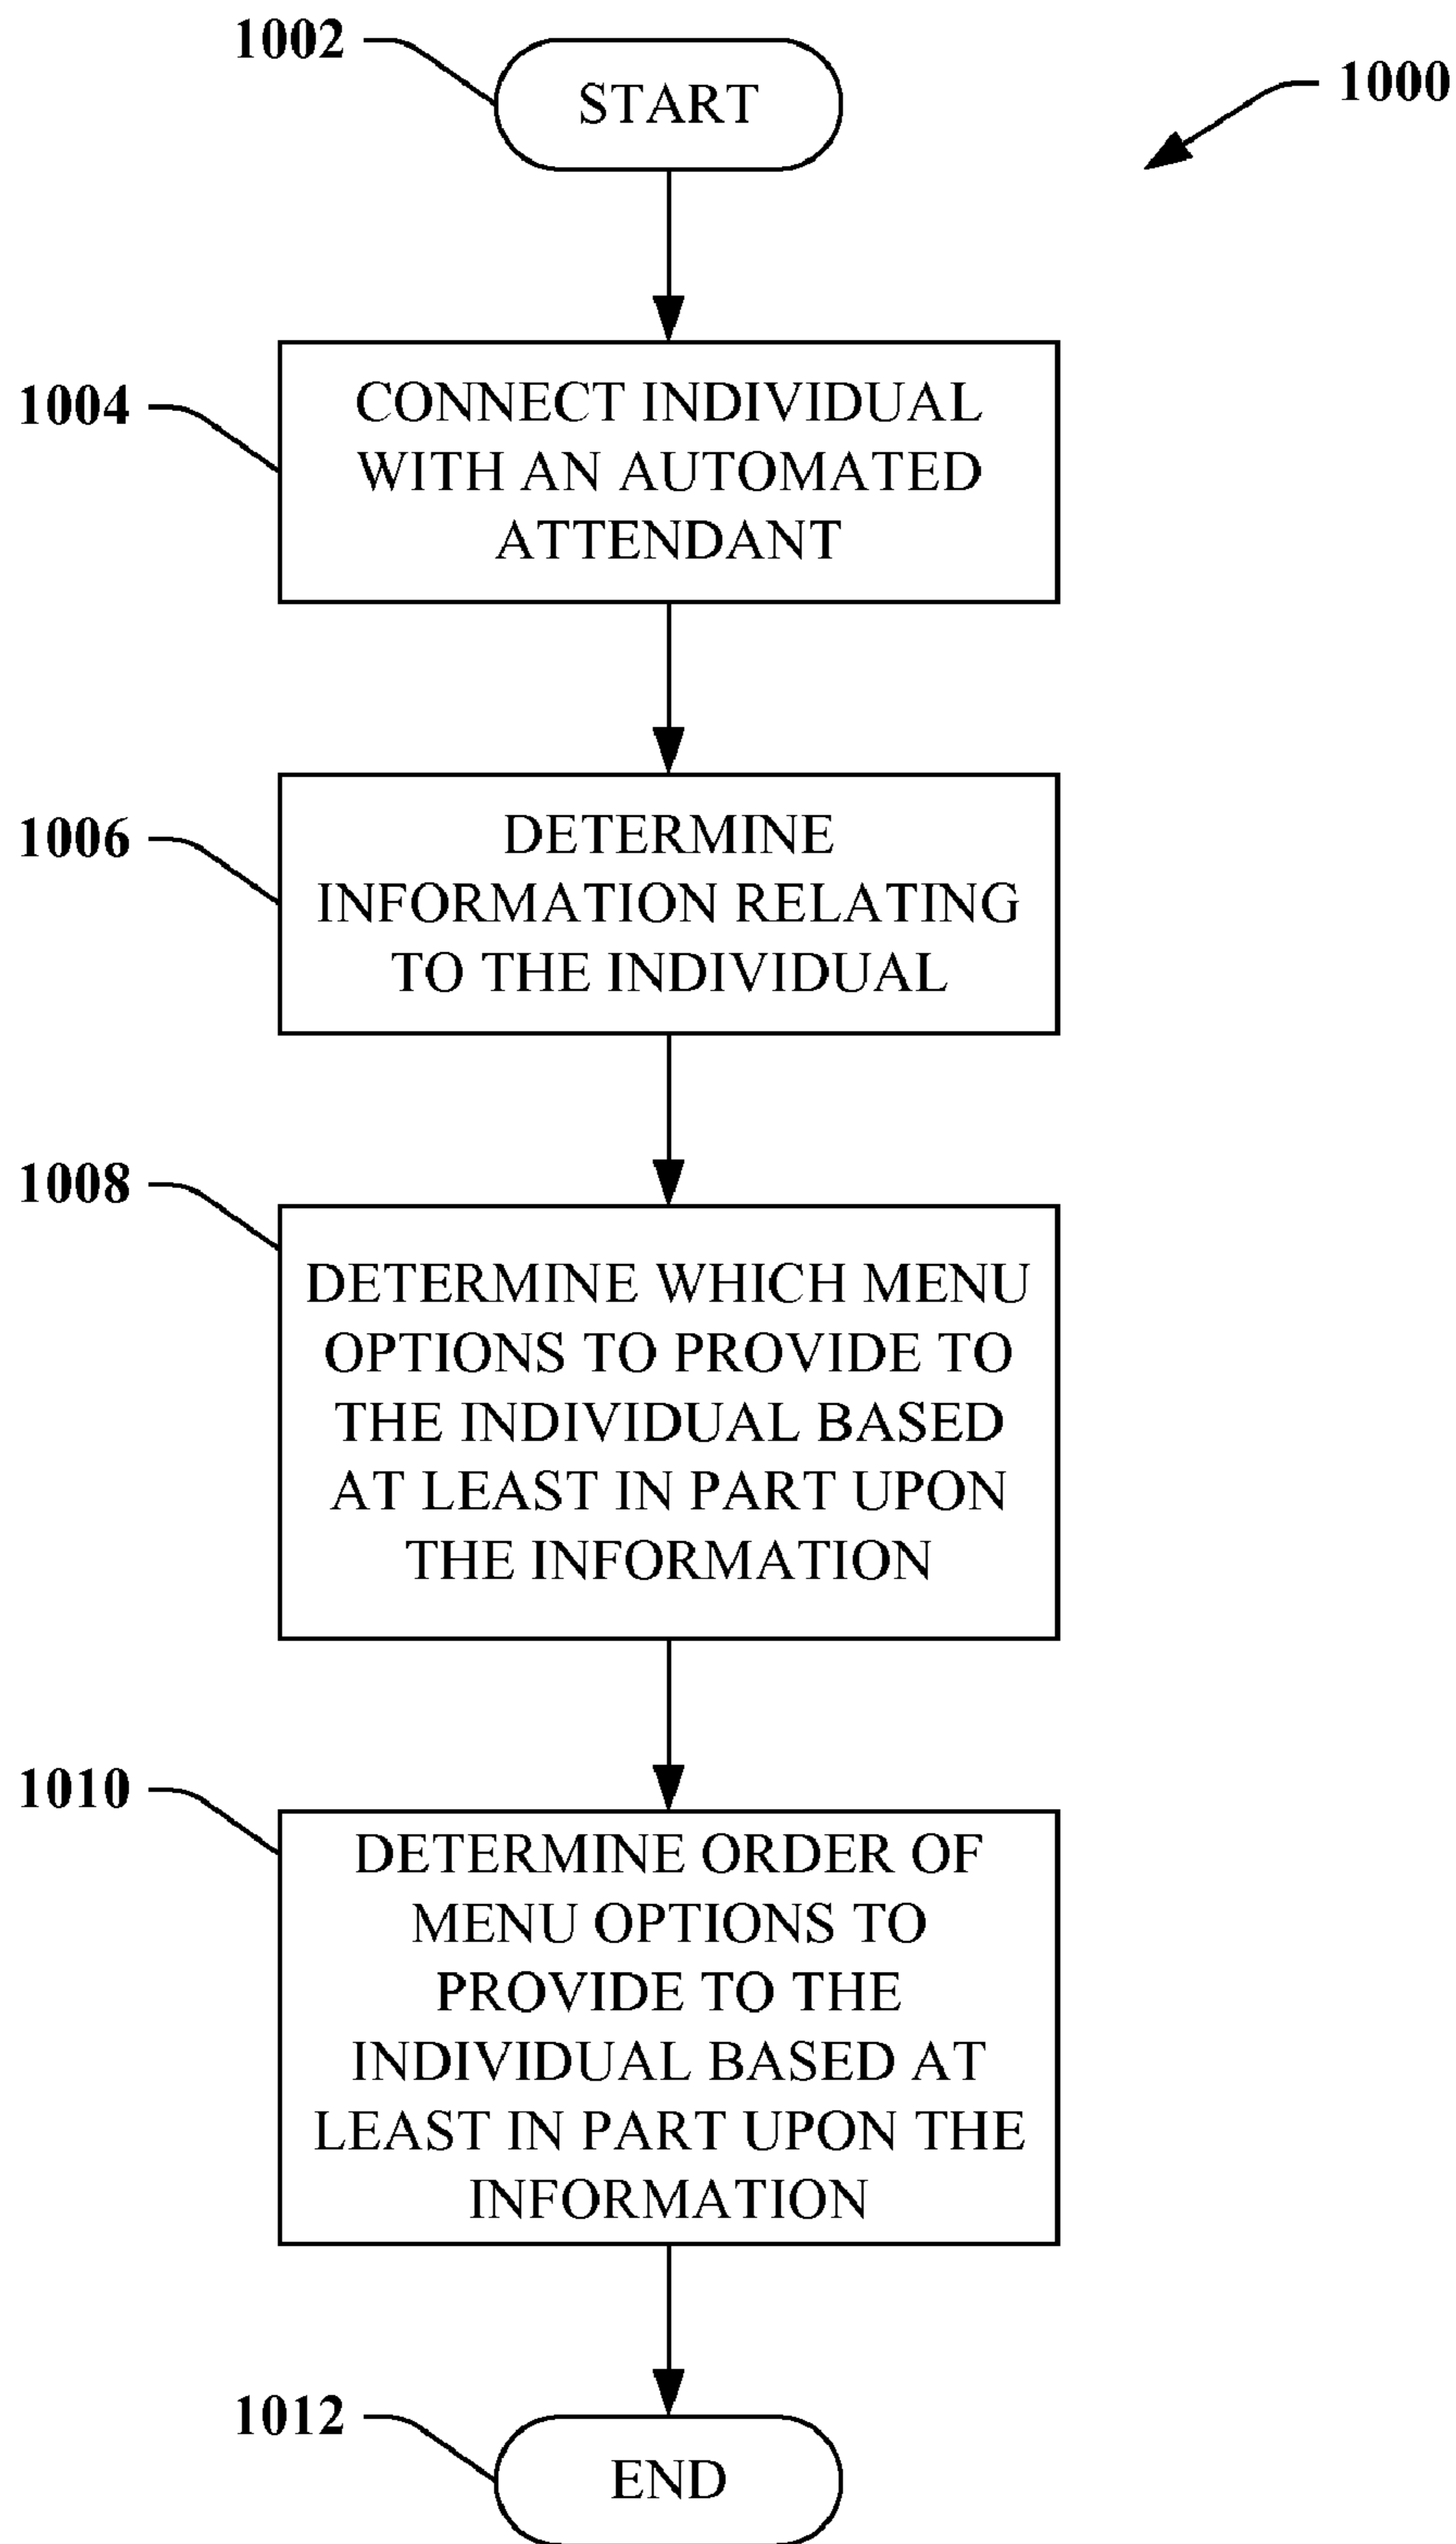 1002
START
1000
1004
CONNECT INDIVIDUAL
WITH AN AUTOMATED
ATTENDANT
1006
DETERMINE
INFORMATION RELATING
TO THE INDIVIDUAL
1008
DETERMINE WHICH MENU
OPTIONS TO PROVIDE TO
THE INDIVIDUAL BASED
AT LEAST IN PART UPON
THE INFORMATION
1010
DETERMINE ORDER OF
MENU OPTIONS TO
PROVIDE TO THE
INDIVIDUAL BASED AT
LEAST IN PART UPON THE
INFORMATION
1012
END